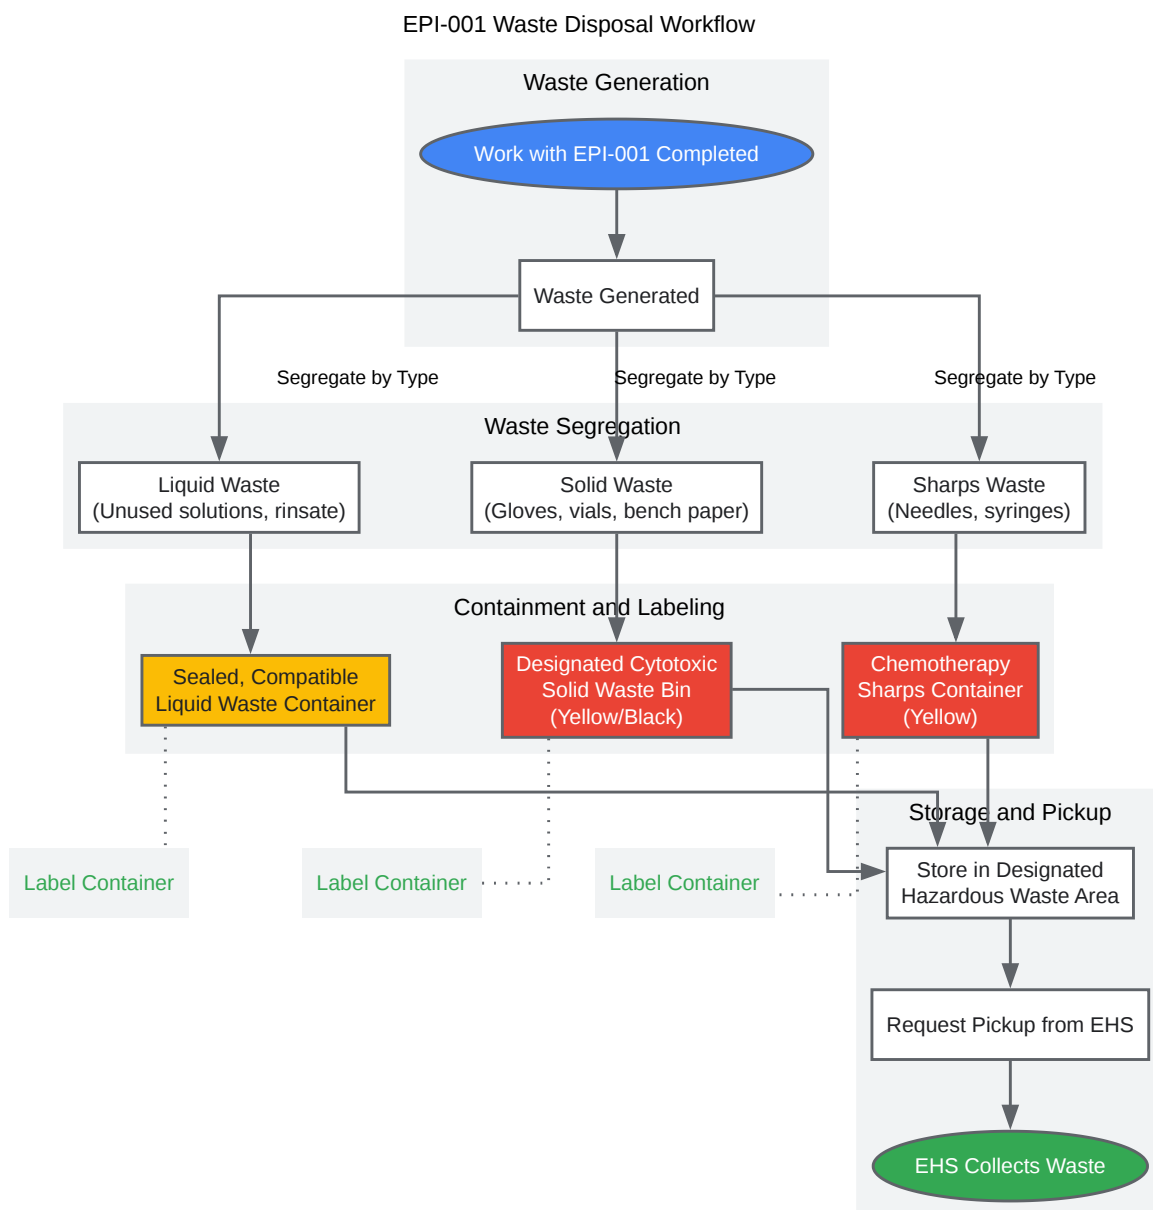 EPI-001 Waste Disposal Workflow
Waste Generation
Work with EPI-001 Completed
Waste Generated
Segregate by Type
Segregate by Type
Segregate by Type
Waste Segregation
Liquid Waste
(Unused solutions, rinsate)
Solid Waste
(Gloves, vials, bench paper)
Sharps Waste
(Needles, syringes)
Containment and Labeling
Sealed, Compatible
Liquid Waste Container
Designated Cytotoxic
Solid Waste Bin
(Yellow/Black)
Chemotherapy
Sharps Container
(Yellow)
Storage and Pickup
Label Container
Label Container
Label Container
Store in Designated
Hazardous Waste Area
Request Pickup from EHS
EHS Collects Waste